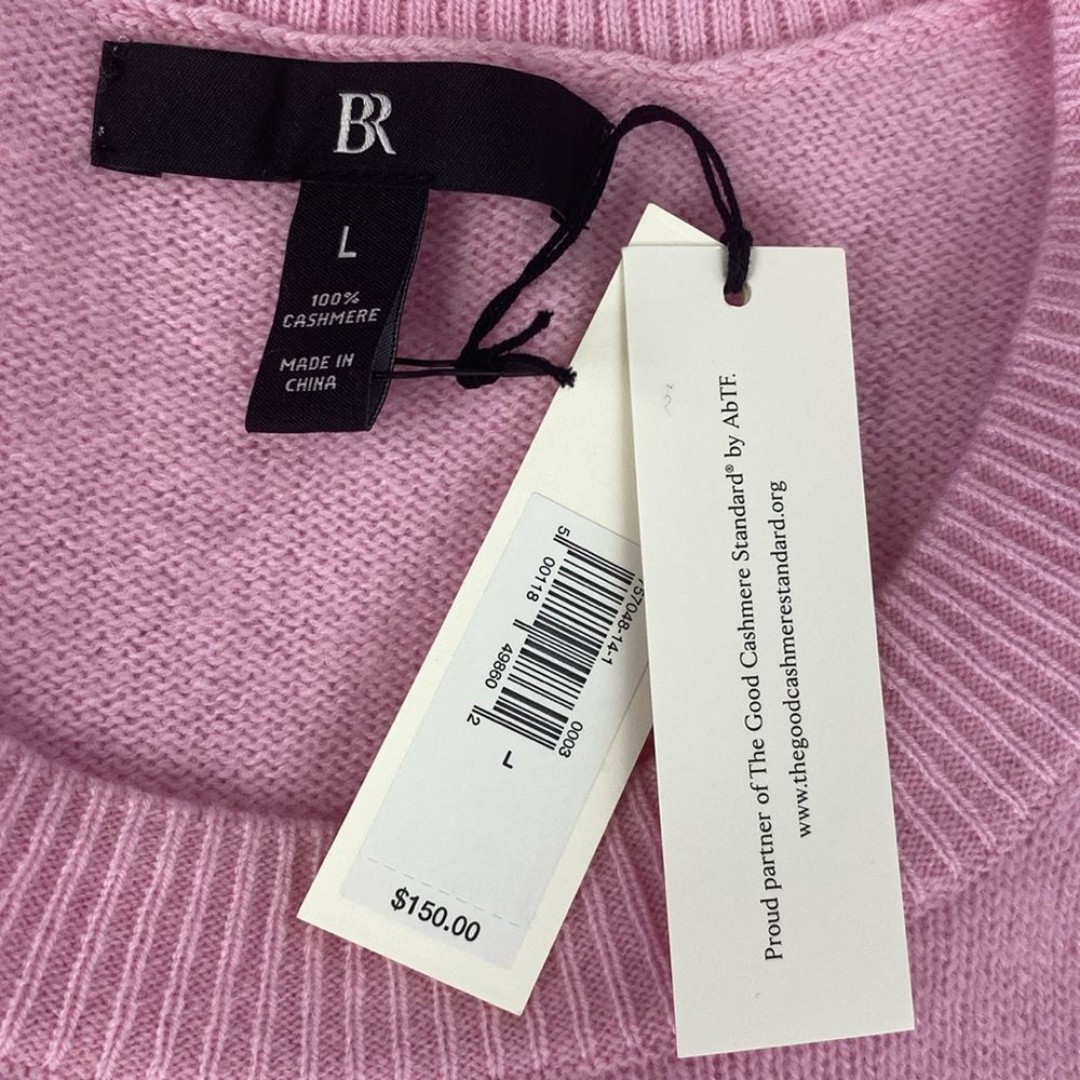 BR
L
100%
CASHMERE
MADE IN
CHINA
757048-14-1
5 00118 49860 2
0003
L
$150.00
Proud partner of The Good Cashmere Standard® by AbTF.
www.thegoodcashmerestandard.org